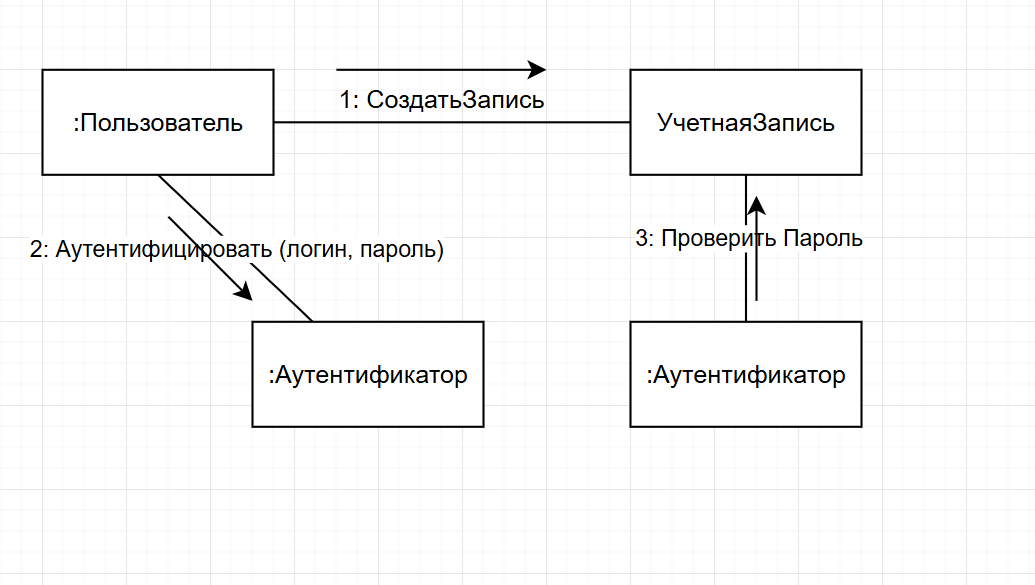 1: СоздатьЗапись
:Пользователь
УчетнаяЗапись
2: Аутентифицировать (логин, пароль)
3: Проверить Пароль
:Аутентификатор
:Аутентификатор